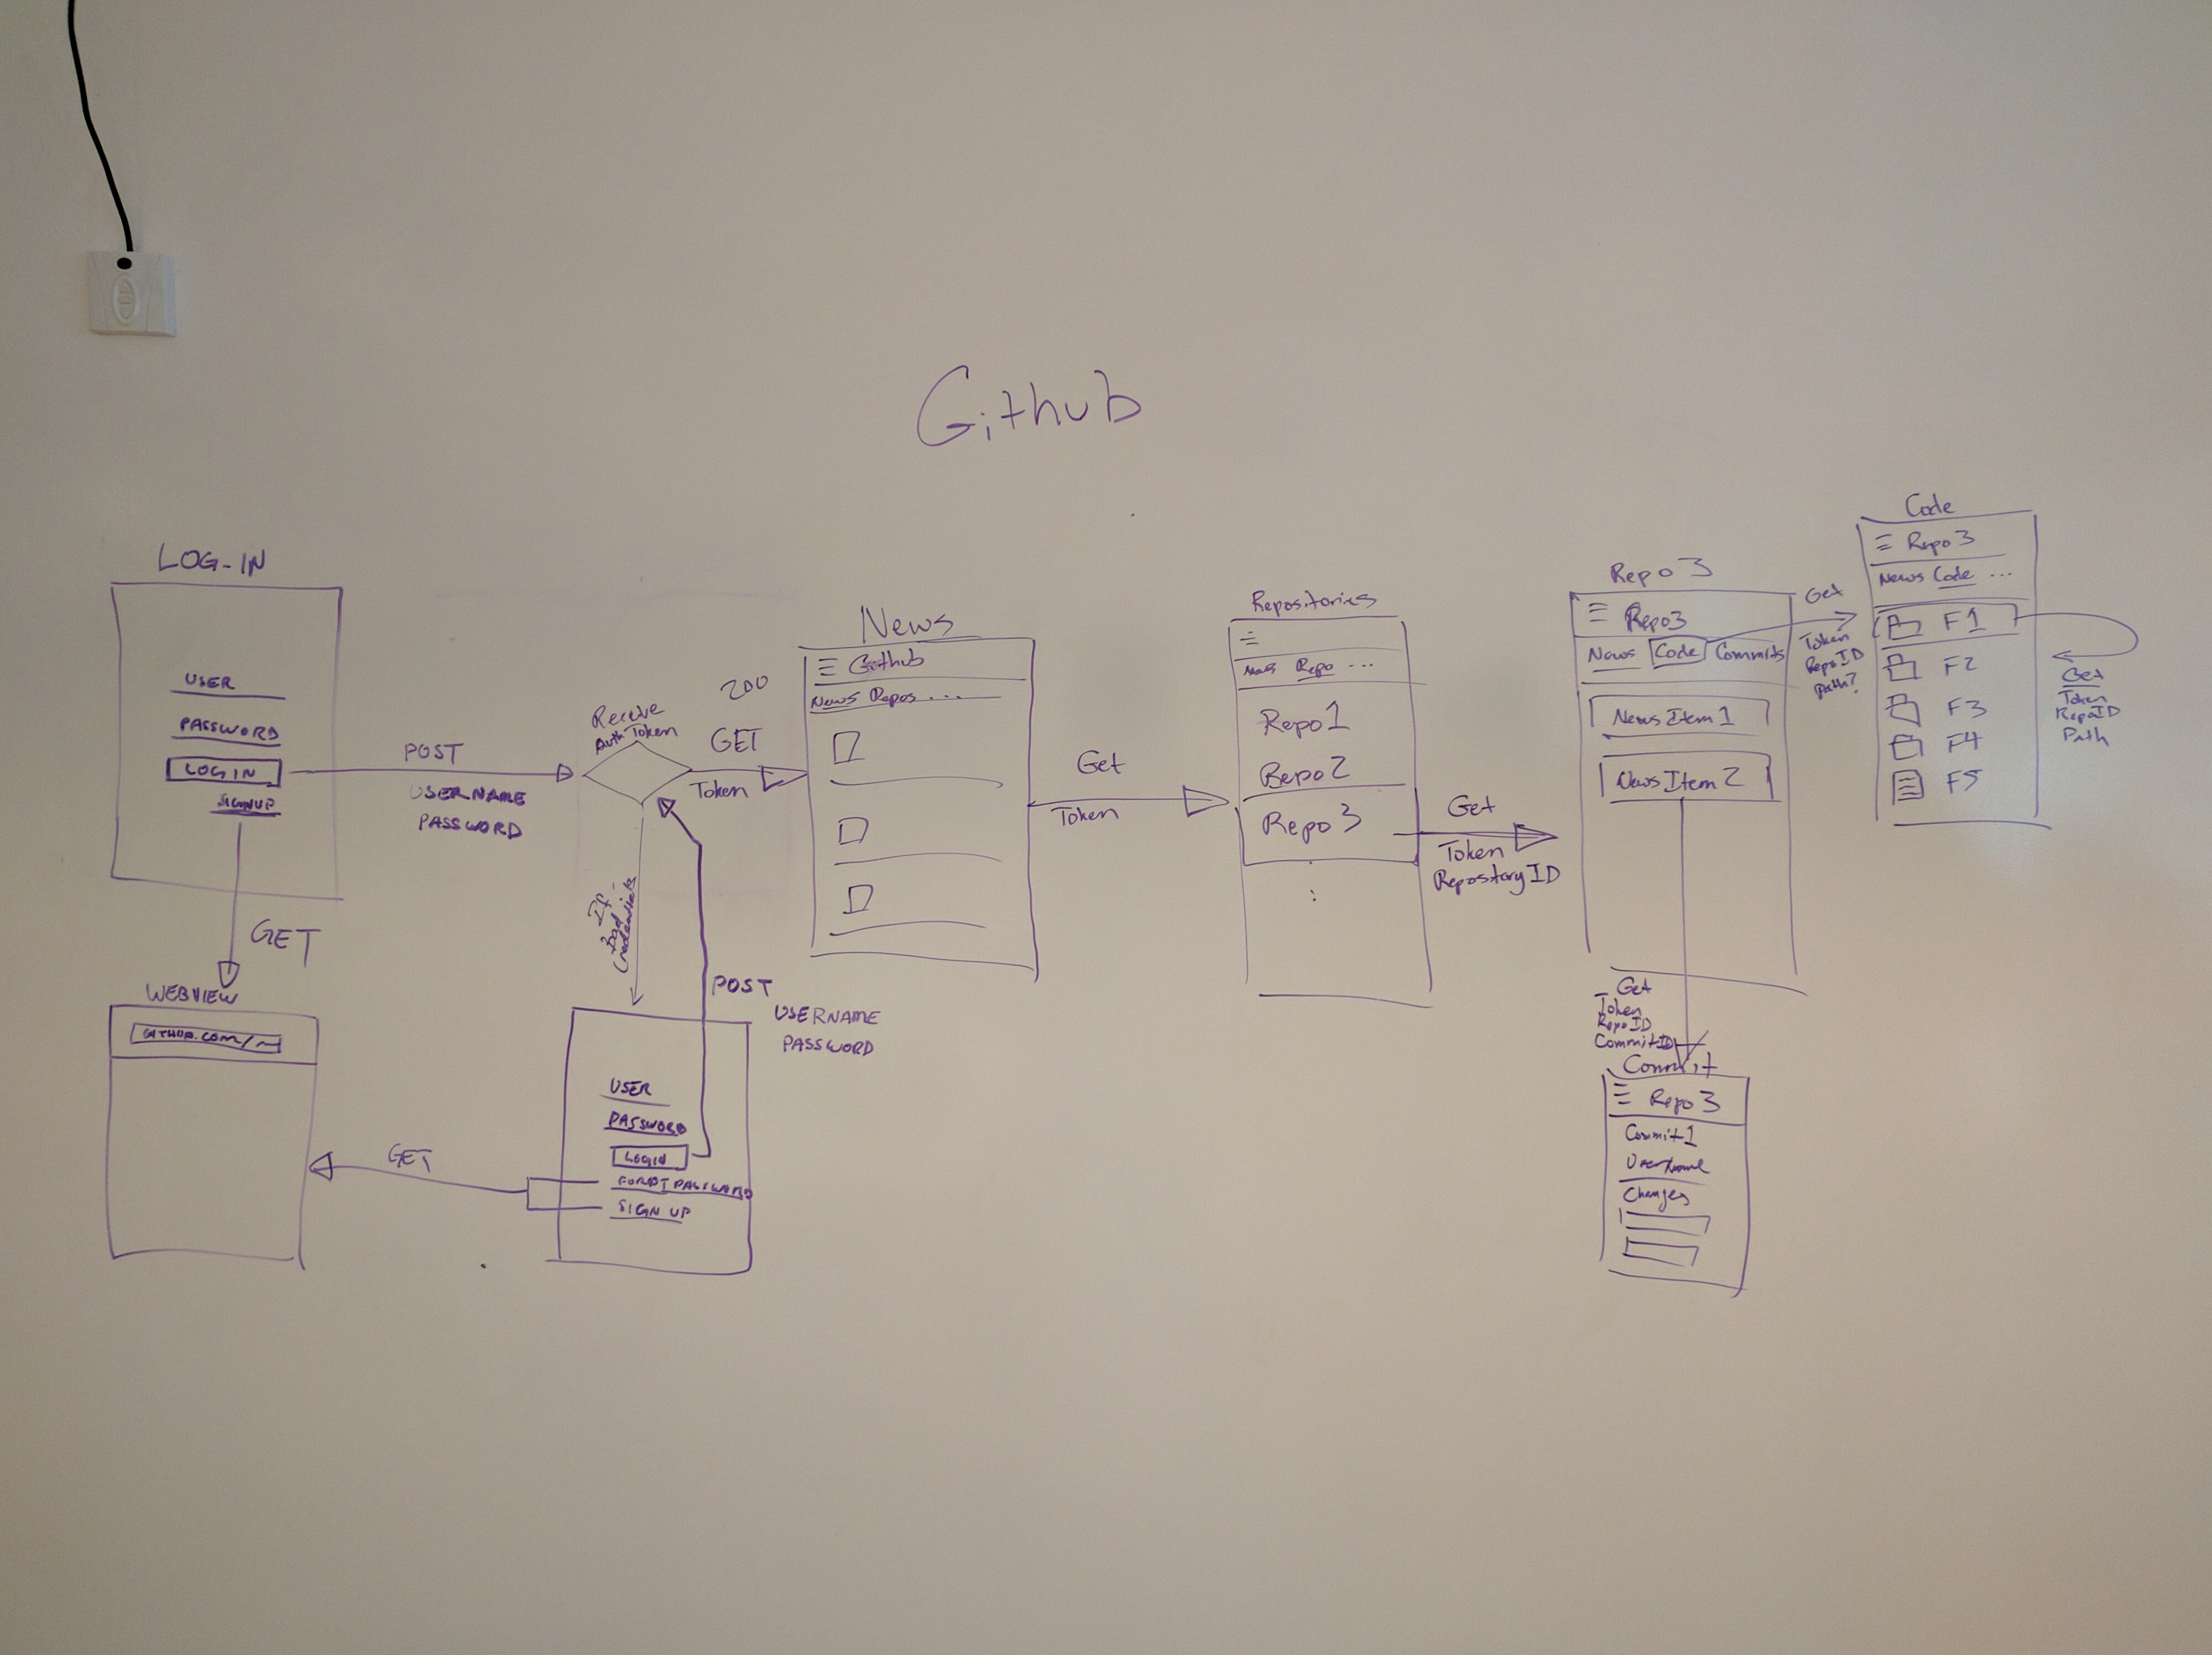 Github
LOG-IN
USER
PASSWORD
LOG IN
SIGNUP
POST
USERNAME
PASSWORD
GET
WEBVIEW
GITHUB.COM/
Receive
Auth Token
200
GET
Token
If
Bad
Credentials
POST
USERNAME
PASSWORD
USER
PASSWORD
LOGIN
FORGOT PASSWORD
SIGN UP
GET
News
Github
News Repos ....
Get
Token
Repositories
News Repo ...
Repo 1
Repo 2
Repo 3
Get
Token
Repository ID
Repo 3
Repo3
News Code Commits
News Item 1
News Item 2
Get
Token
Repo ID
Commit ID
Commit
Repo 3
Commit 1
Changes
Get
Token
Repo ID
path?
Code
Repo 3
News Code ...
F1
F2
F3
F4
F5
Get
Token
Repo ID
Path